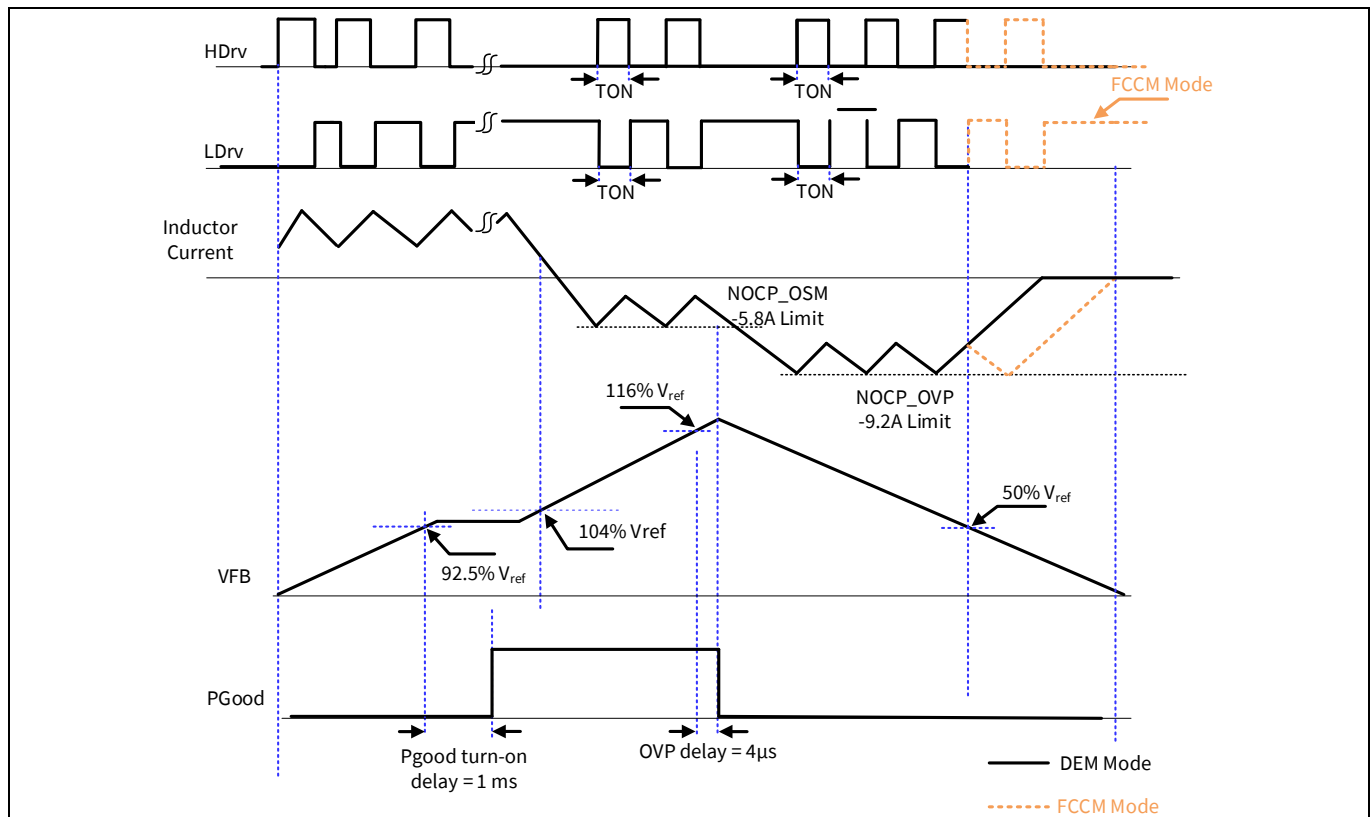 HDrv
TON
TON
FCCM Mode
LDrv
TON
TON
Inductor
Current
NOCP_OSM
-5.8A Limit
NOCP_OVP
-9.2A Limit
116% Vref
50% Vref
104% Vref
92.5% Vref
VFB
PGood
Pgood turn-on
delay = 1 ms
OVP delay = 4µs
DEM Mode
FCCM Mode